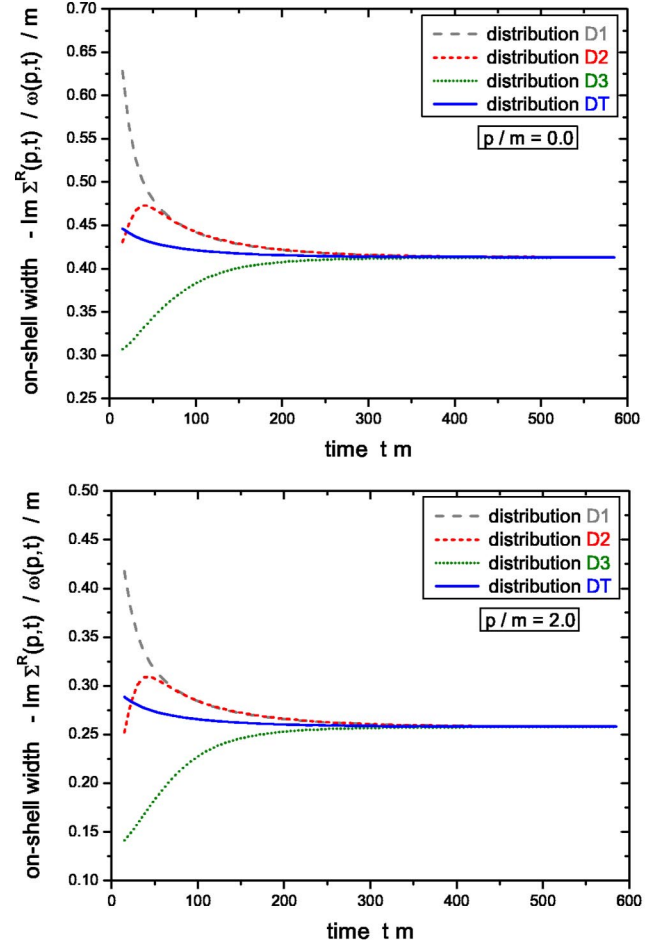 on-shell width - Im Σ^R(p,t) / ω(p,t) / m
0.70
0.65
0.60
0.55
0.50
0.45
0.40
0.35
0.30
0.25
distribution D1
distribution D2
distribution D3
distribution DT
p / m = 0.0
0 100 200 300 400 500 600
time t m
on-shell width - Im Σ^R(p,t) / ω(p,t) / m
0.50
0.45
0.40
0.35
0.30
0.25
0.20
0.15
0.10
distribution D1
distribution D2
distribution D3
distribution DT
p / m = 2.0
0 100 200 300 400 500 600
time t m